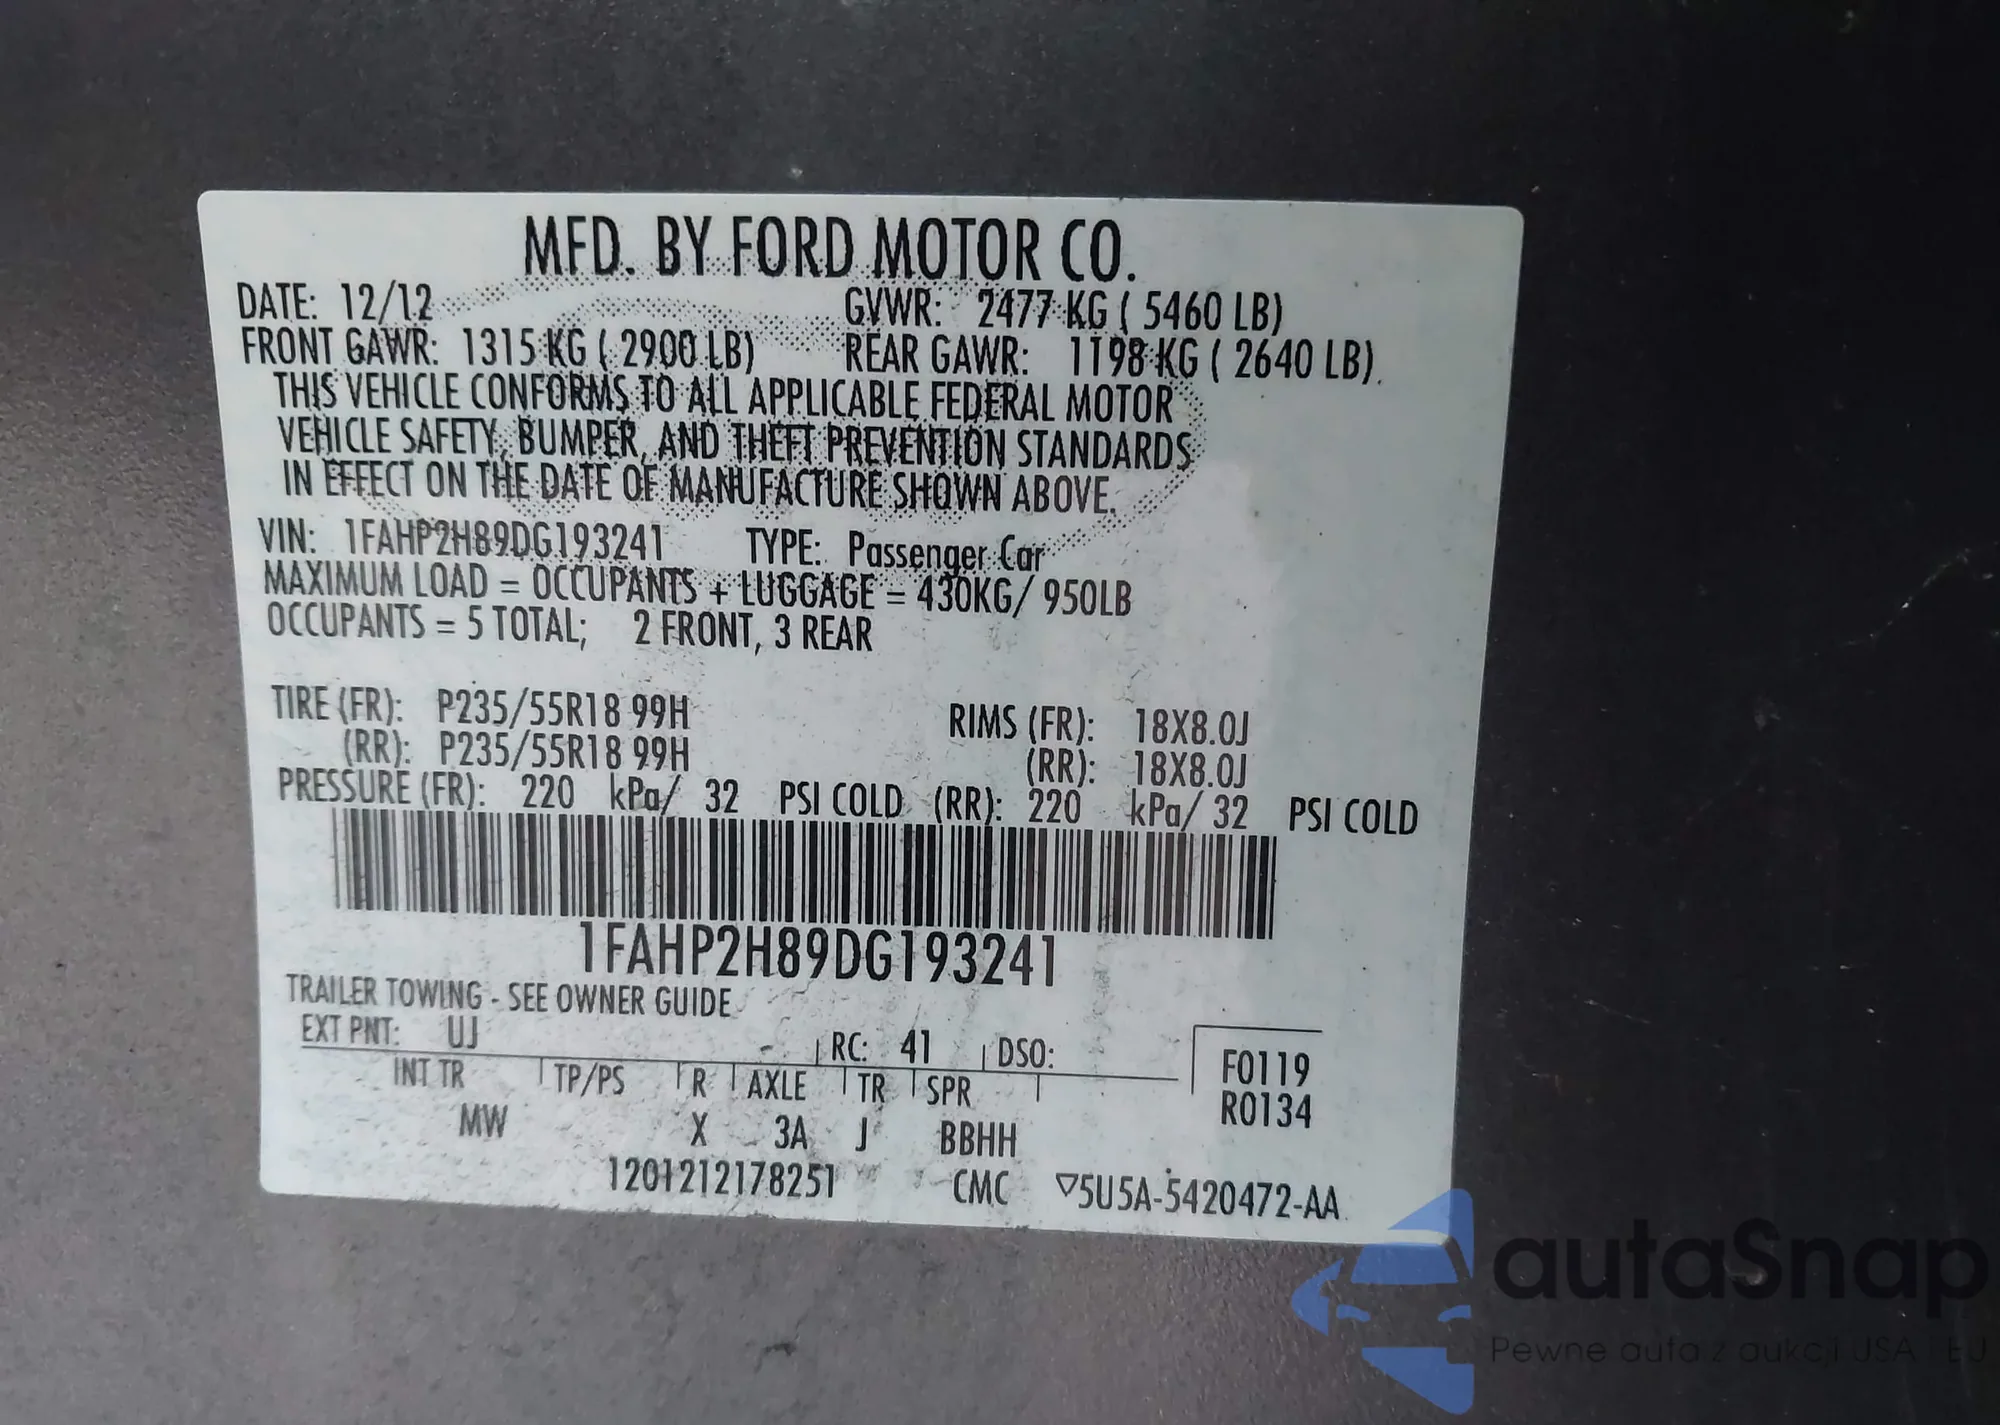 MFD. BY FORD MOTOR CO.
DATE: 12/12 GVWR: 2477 KG ( 5460 LB)
FRONT GAWR: 1315 KG ( 2900 LB) REAR GAWR: 1198 KG ( 2640 LB).
THIS VEHICLE CONFORMS TO ALL APPLICABLE FEDERAL MOTOR
VEHICLE SAFETY, BUMPER, AND THEFT PREVENTION STANDARDS
IN EFFECT ON THE DATE OF MANUFACTURE SHOWN ABOVE.
VIN: 1FAHP2H89DG193241 TYPE: Passenger Car
MAXIMUM LOAD = OCCUPANTS + LUGGAGE = 430KG/ 950LB
OCCUPANTS = 5 TOTAL; 2 FRONT, 3 REAR
TIRE (FR): P235/55R18 99H RIMS (FR): 18X8.0J
(RR): P235/55R18 99H (RR): 18X8.0J
PRESSURE (FR): 220 kPa/ 32 PSI COLD (RR): 220 kPa/ 32 PSI COLD
1FAHP2H89DG193241
TRAILER TOWING - SEE OWNER GUIDE
EXT PNT: UJ RC: 41 DSO:
INT TR TP/PS R AXLE TR SPR
MW X 3A J BBHH
F0119
R0134
1201212178251 CMC ▽5U5A-5420472-AA
autaSnap
Pewne auta z aukcji USA i EU